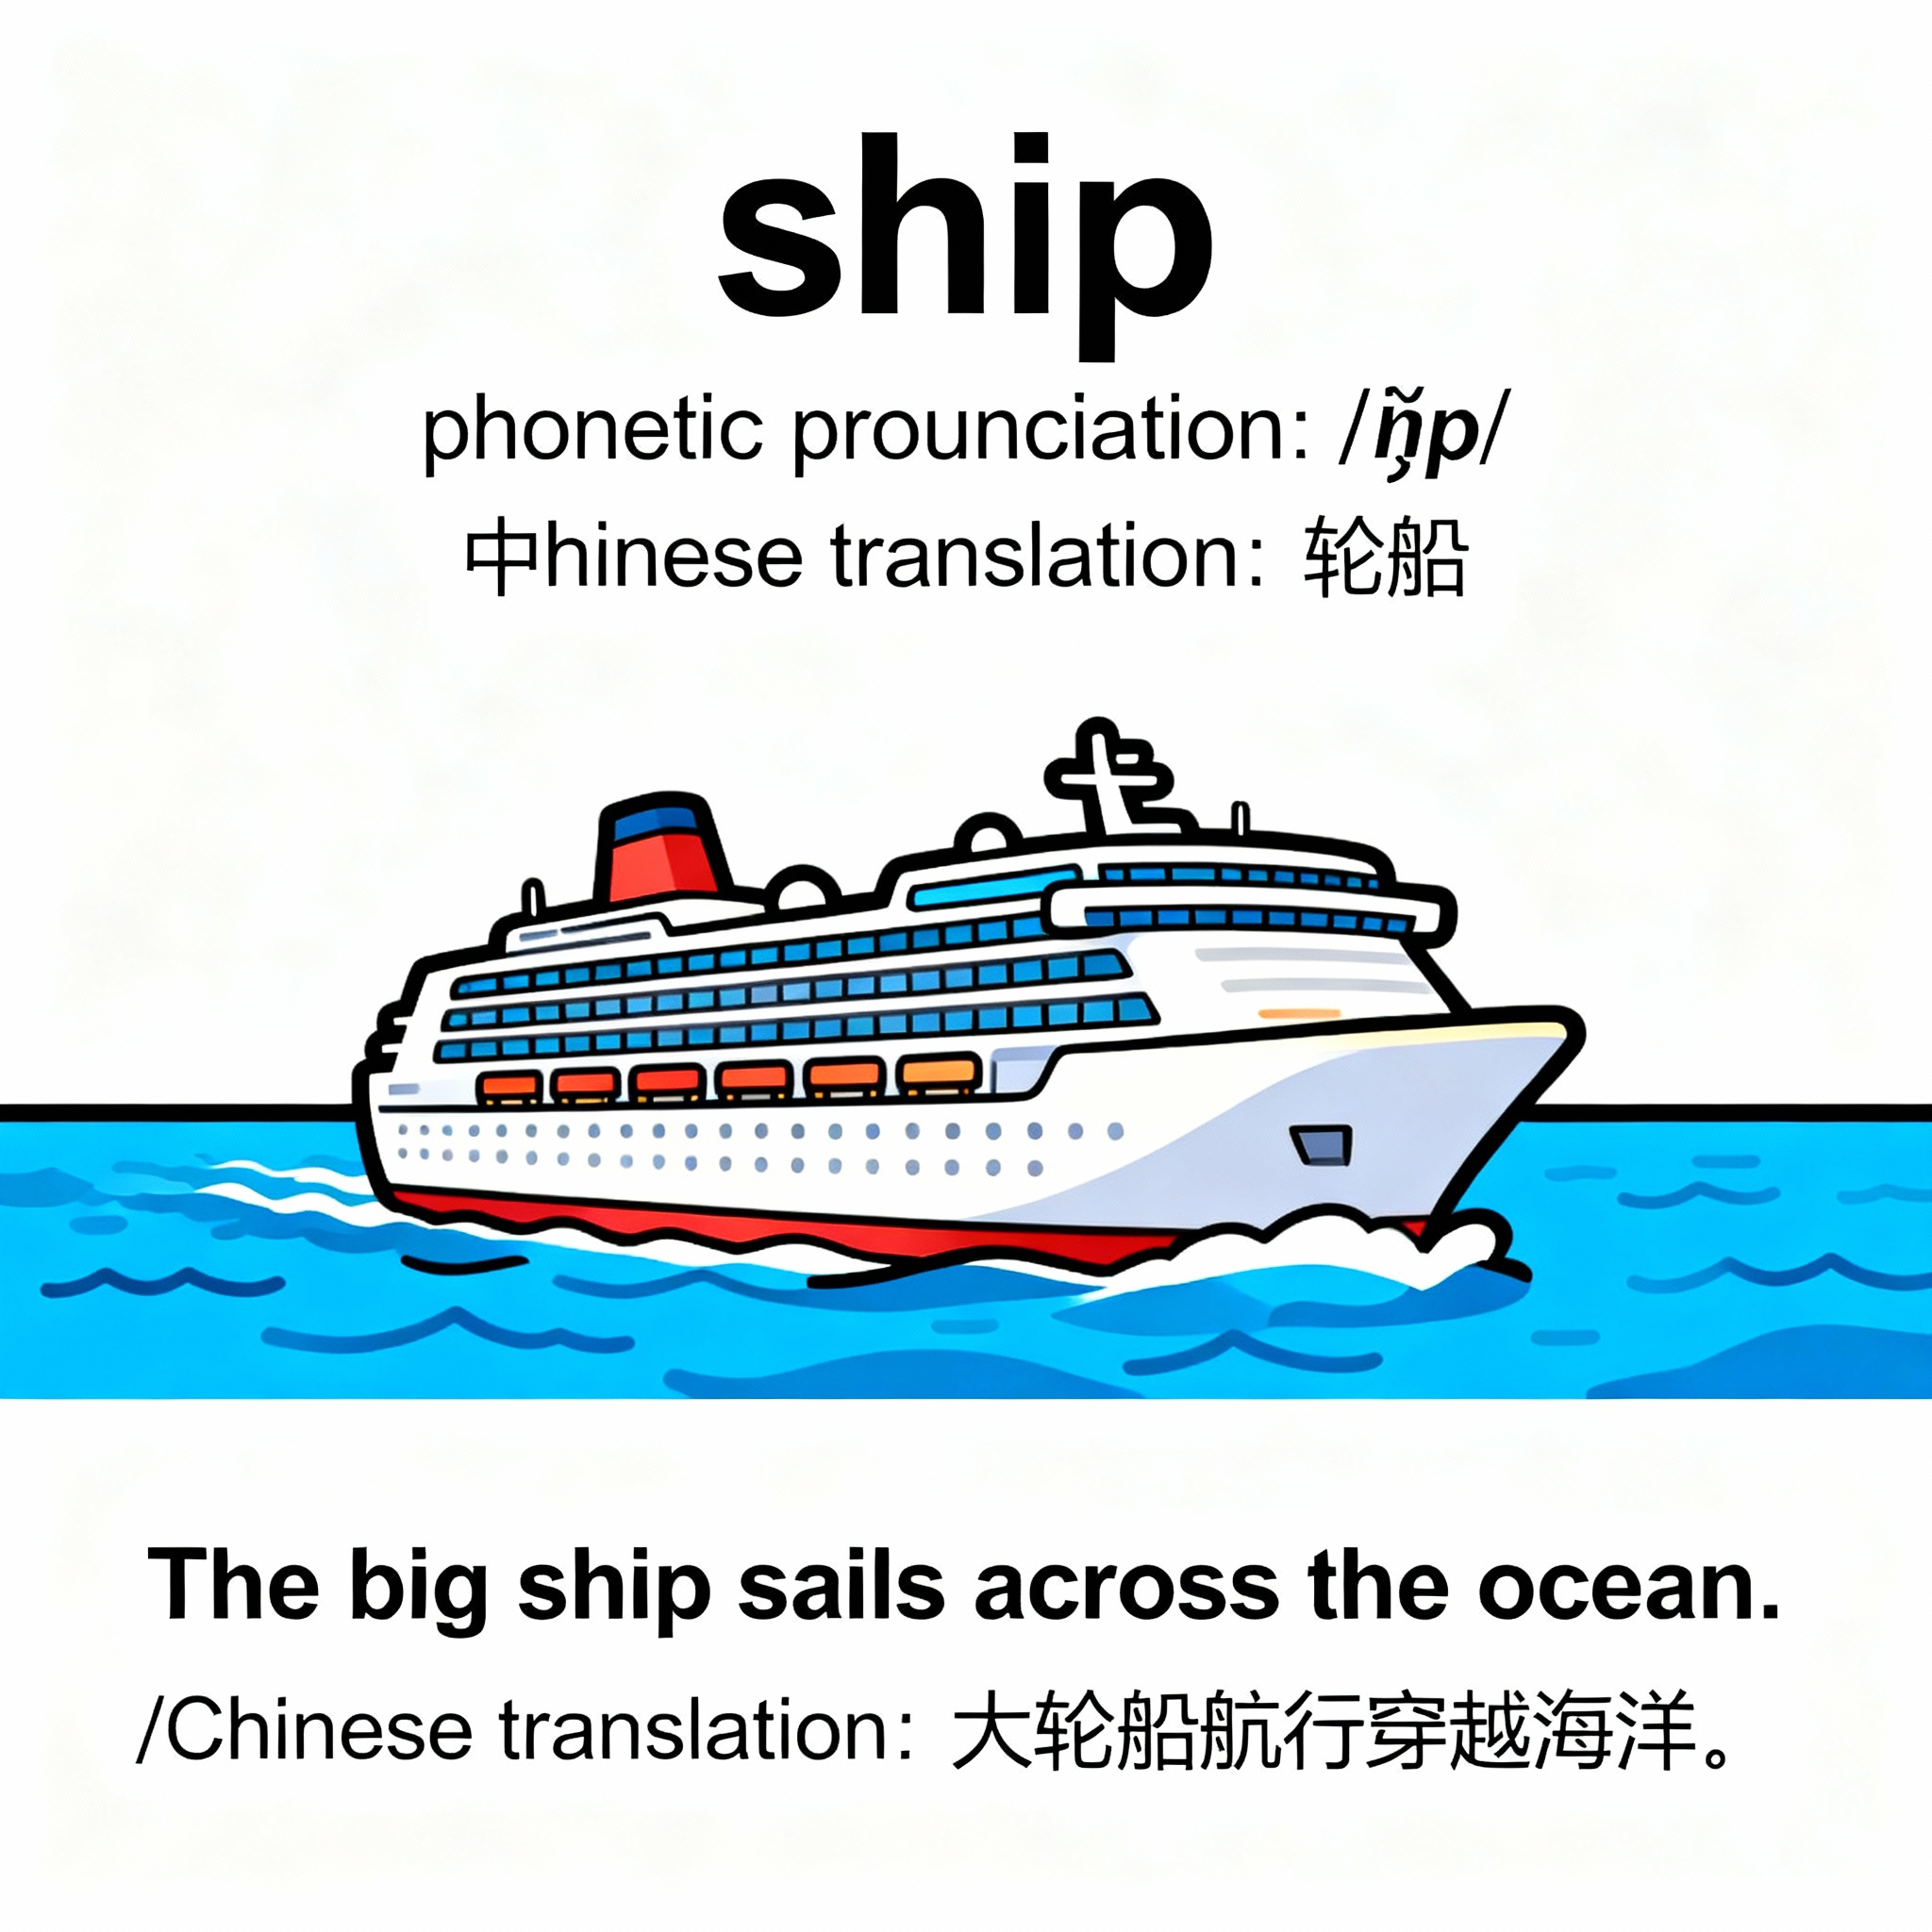 ship
phonetic prounciation: /ň̦p/
中hinese translation: 轮船
The big ship sails across the ocean.
/Chinese translation: 大轮船航行穿越海洋。